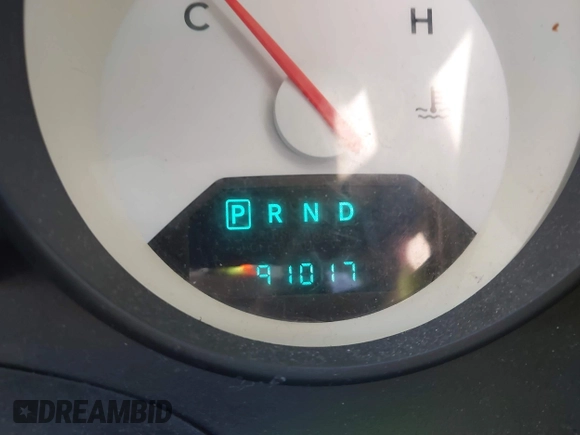 C H
P R N D
91017
DREAMBID